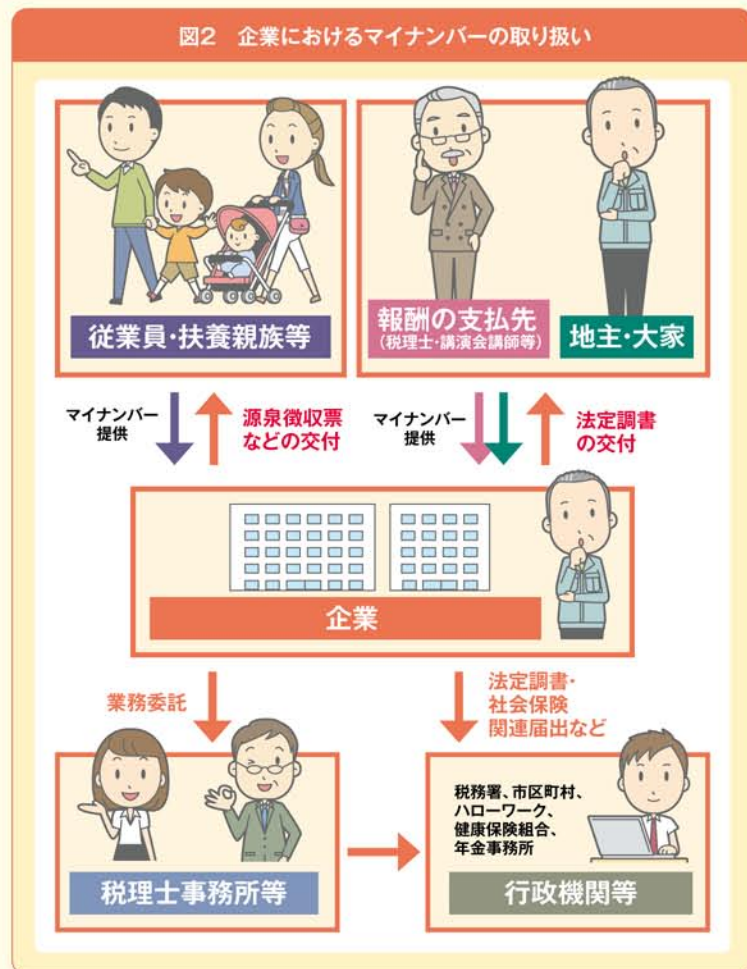 図2 企業におけるマイナンバーの取り扱い
従業員・扶養親族等
報酬の支払先
(税理士・講演会講師等)
地主・大家
マイナンバー
提供
源泉徴収票
などの交付
マイナンバー
提供
法定調書
の交付
企業
業務委託
法定調書・
社会保険
関連届出など
税務署、市区町村、
ハローワーク、
健康保険組合、
年金事務所
税理士事務所等
行政機関等